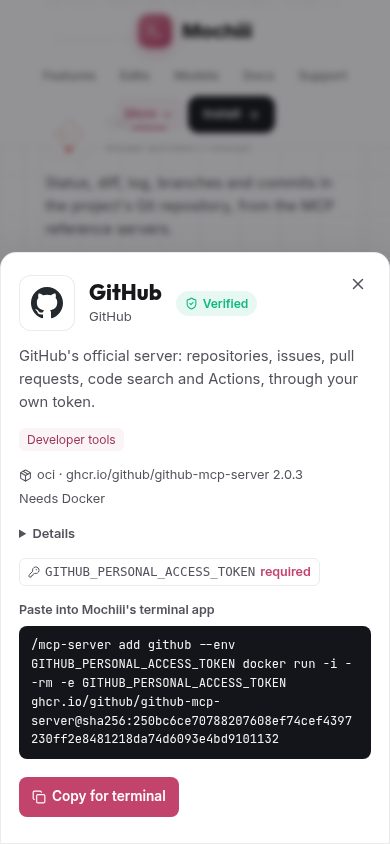 Mochiii
Features Edits Models Docs Support
More Install
Status, diff, log, branches and commits in
the project's Git repository, from the MCP
reference servers.
GitHub
Verified
GitHub
GitHub's official server: repositories, issues, pull
requests, code search and Actions, through your
own token.
Developer tools
oci · ghcr.io/github/github-mcp-server 2.0.3
Needs Docker
Details
GITHUB_PERSONAL_ACCESS_TOKEN required
Paste into Mochiii's terminal app
/mcp-server add github --env
GITHUB_PERSONAL_ACCESS_TOKEN docker run -i -
-rm -e GITHUB_PERSONAL_ACCESS_TOKEN
ghcr.io/github/github-mcp-
server@sha256:250bc6ce70788207608ef74cef4397
230ff2e8481218da74d6093e4bd9101132
Copy for terminal